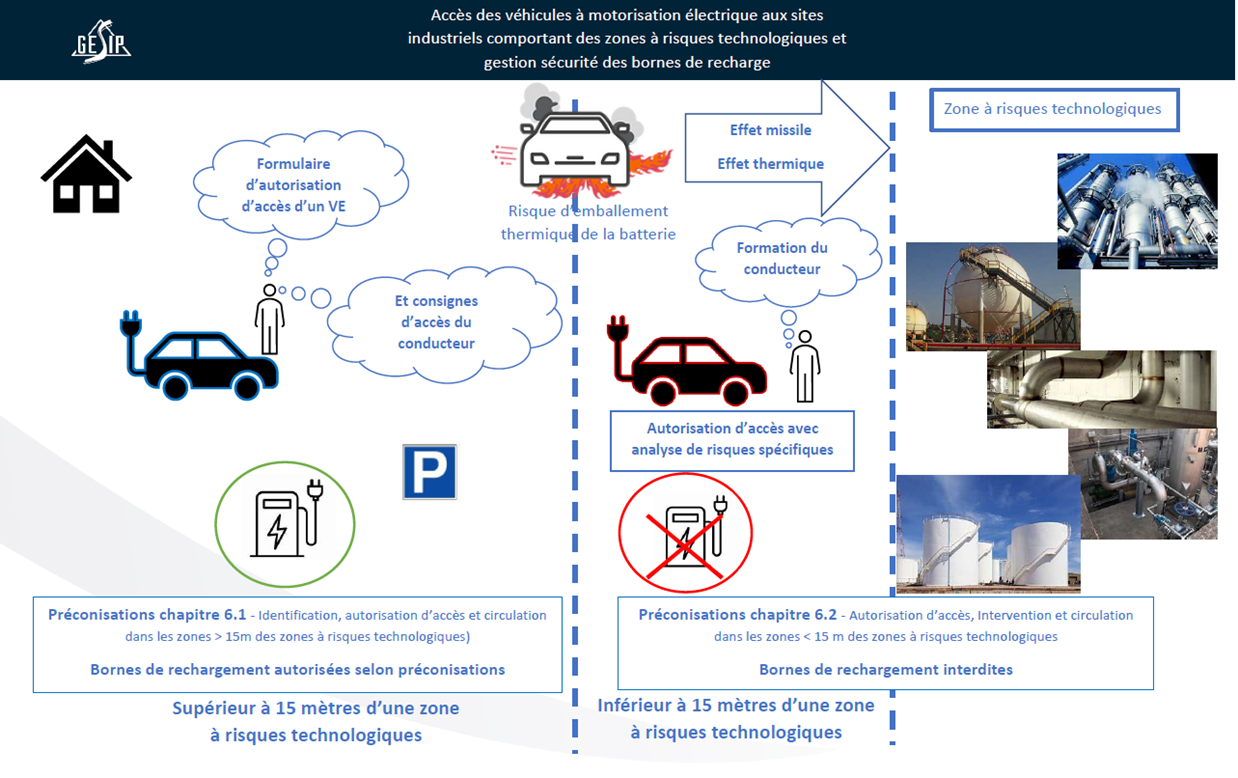 GESIP
Accès des véhicules à motorisation électrique aux sites
industriels comportant des zones à risques technologiques et
gestion sécurité des bornes de recharge
Zone à risques technologiques
Effet missile
Effet thermique
Formulaire
d'autorisation
d'accès d'un VE
Risque d'emballement
thermique de la batterie
Formation du
conducteur
Et consignes
d'accès du
conducteur
Autorisation d'accès avec
analyse de risques spécifiques
P
Préconisations chapitre 6.1 - Identification, autorisation d'accès et circulation
dans les zones > 15m des zones à risques technologiques)
Bornes de rechargement autorisées selon préconisations
Préconisations chapitre 6.2 - Autorisation d'accès, Intervention et circulation
dans les zones < 15 m des zones à risques technologiques
Bornes de rechargement interdites
Supérieur à 15 mètres d'une zone
à risques technologiques
Inférieur à 15 mètres d'une zone
à risques technologiques